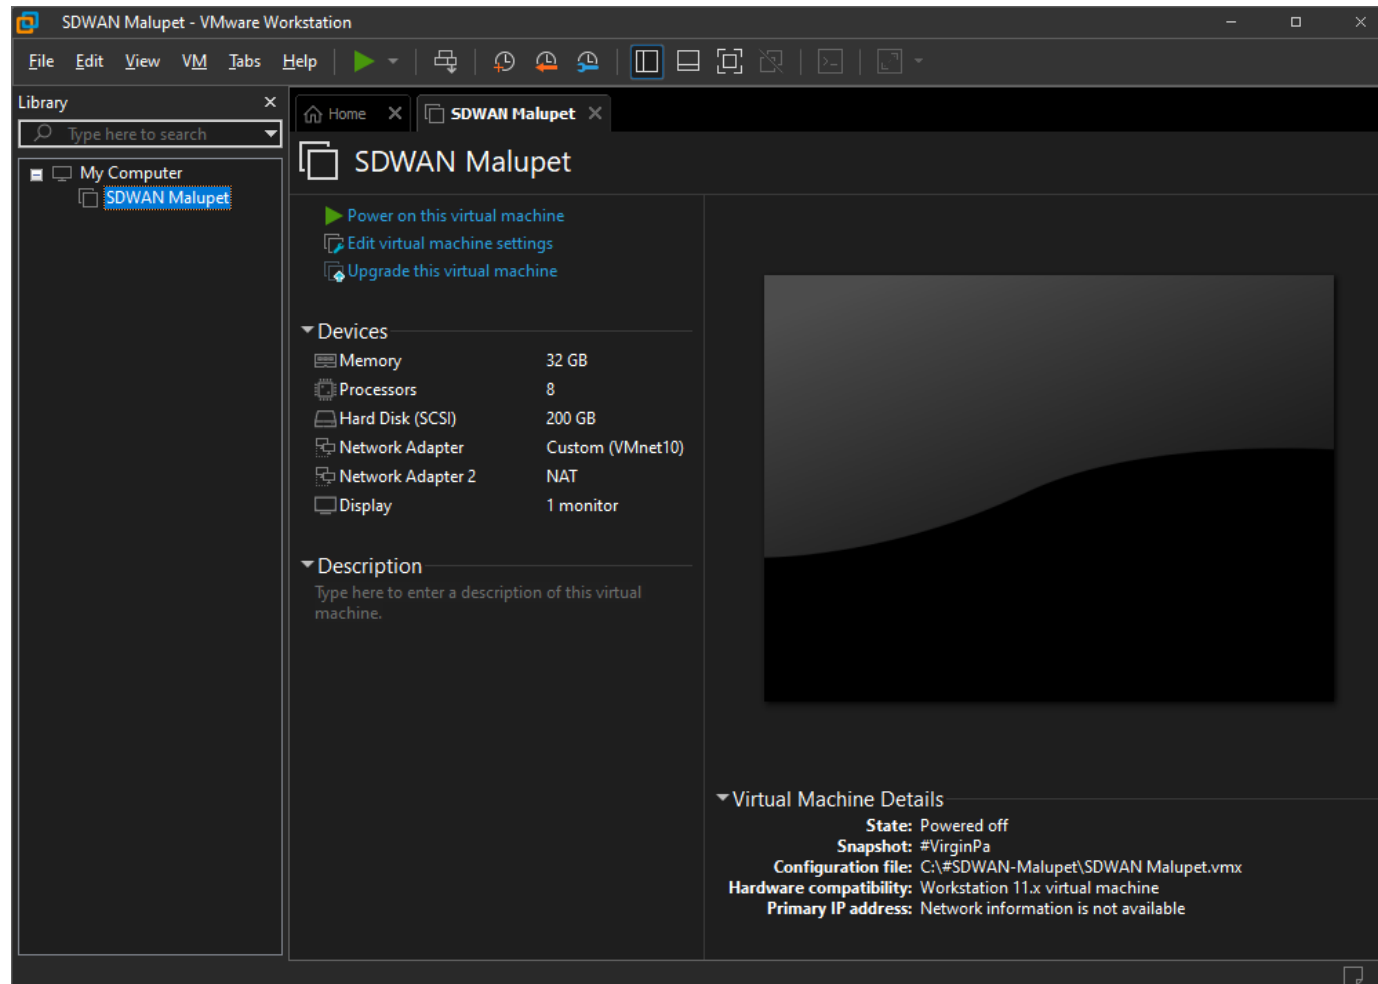 SDWAN Malupet - VMware Workstation
File Edit View VM Tabs Help
Library
Type here to search
My Computer
SDWAN Malupet
Home
SDWAN Malupet
SDWAN Malupet
Power on this virtual machine
Edit virtual machine settings
Upgrade this virtual machine
Devices
Memory 32 GB
Processors 8
Hard Disk (SCSI) 200 GB
Network Adapter Custom (VMnet10)
Network Adapter 2 NAT
Display 1 monitor
Description
Type here to enter a description of this virtual
machine.
Virtual Machine Details
State: Powered off
Snapshot: #VirginPa
Configuration file: C:\#SDWAN-Malupet\SDWAN Malupet.vmx
Hardware compatibility: Workstation 11.x virtual machine
Primary IP address: Network information is not available